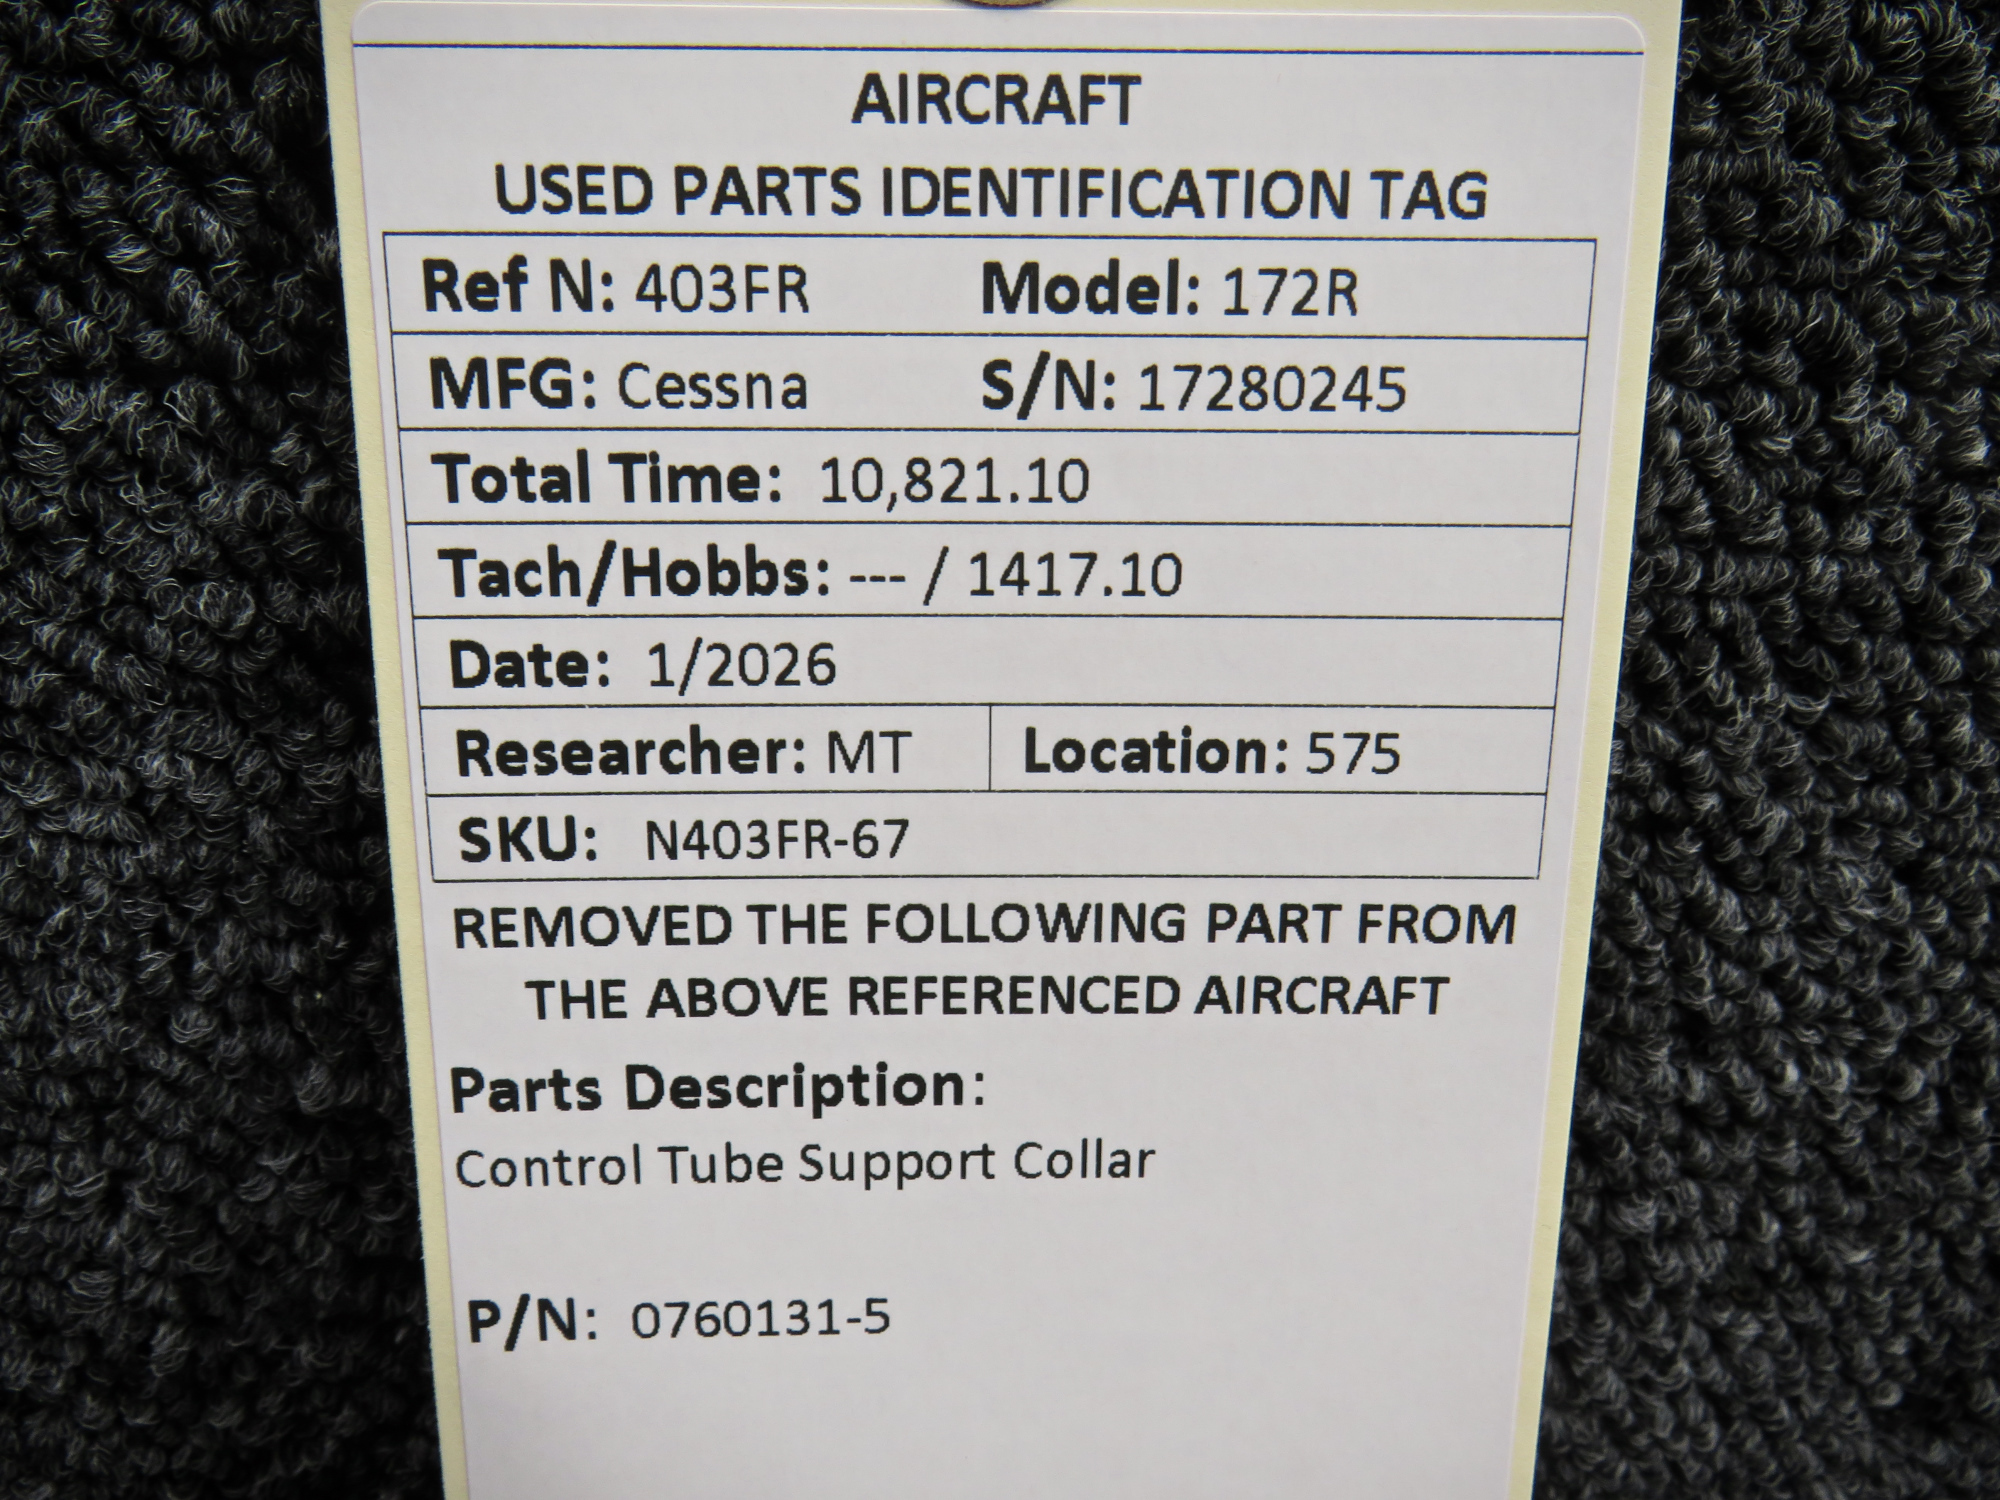 AIRCRAFT
USED PARTS IDENTIFICATION TAG
Ref N: 403FR Model: 172R
MFG: Cessna S/N: 17280245
Total Time: 10,821.10
Tach/Hobbs: --- / 1417.10
Date: 1/2026
Researcher: MT Location: 575
SKU: N403FR-67
REMOVED THE FOLLOWING PART FROM
THE ABOVE REFERENCED AIRCRAFT
Parts Description:
Control Tube Support Collar
P/N: 0760131-5